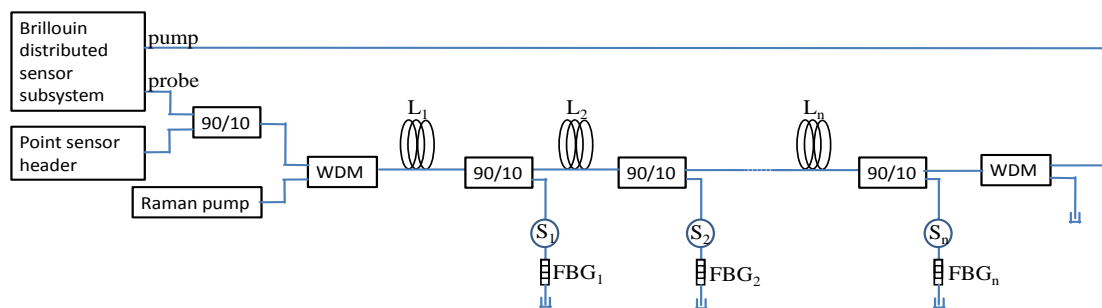 Brillouin
distributed
sensor
subsystem
pump
probe
Point sensor
header
90/10
Raman pump
WDM
L1
90/10
L2
90/10
Ln
90/10
WDM
S1
S2
Sn
FBG1
FBG2
FBGn